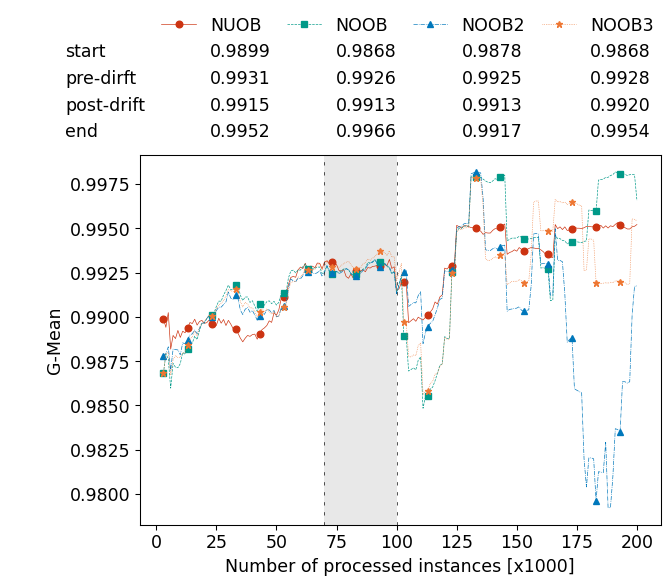 NUOB NOOB NOOB2 NOOB3
start 0.9899 0.9868 0.9878 0.9868
pre-dirft 0.9931 0.9926 0.9925 0.9928
post-drift 0.9915 0.9913 0.9913 0.9920
end 0.9952 0.9966 0.9917 0.9954
0.9975
0.9950
0.9925
0.9900
0.9875
0.9850
0.9825
0.9800
G-Mean
0 25 50 75 100 125 150 175 200
Number of processed instances [x1000]